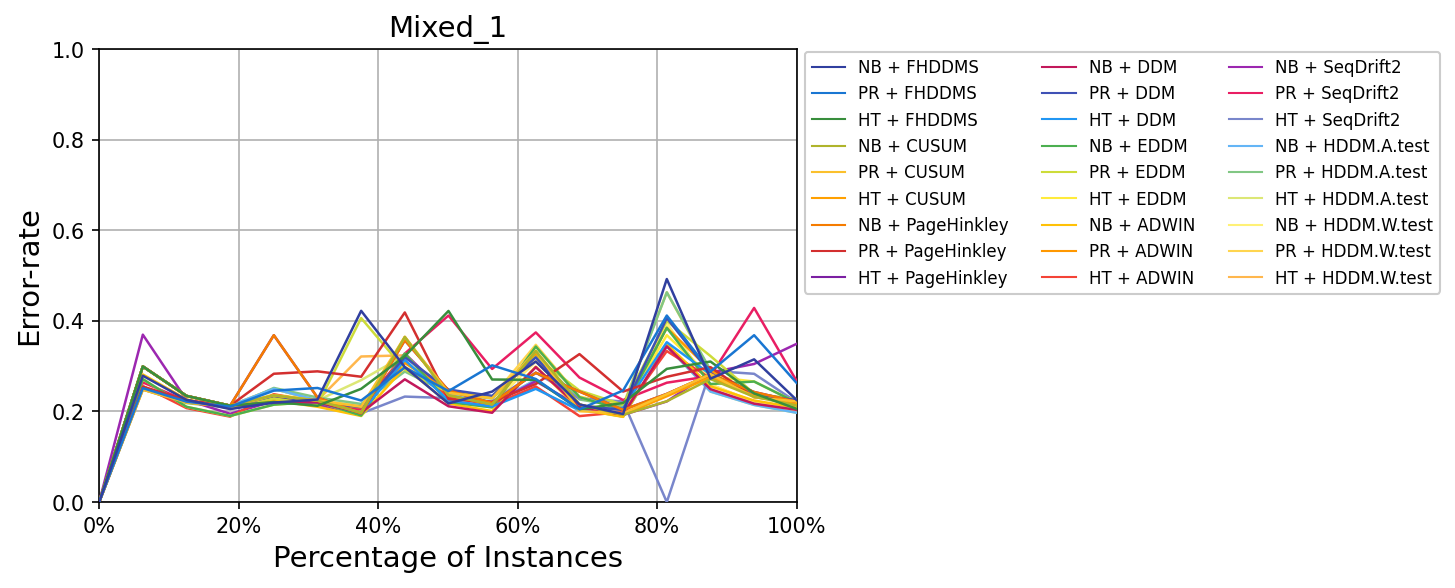 Mixed_1
1.0
0.8
0.6
0.4
0.2
0.0
Error-rate
0%
20%
40%
60%
80%
100%
Percentage of Instances
NB + FHDDMS
PR + FHDDMS
HT + FHDDMS
NB + CUSUM
PR + CUSUM
HT + CUSUM
NB + PageHinkley
PR + PageHinkley
HT + PageHinkley
NB + DDM
PR + DDM
HT + DDM
NB + EDDM
PR + EDDM
HT + EDDM
NB + ADWIN
PR + ADWIN
HT + ADWIN
NB + SeqDrift2
PR + SeqDrift2
HT + SeqDrift2
NB + HDDM.A.test
PR + HDDM.A.test
HT + HDDM.A.test
NB + HDDM.W.test
PR + HDDM.W.test
HT + HDDM.W.test